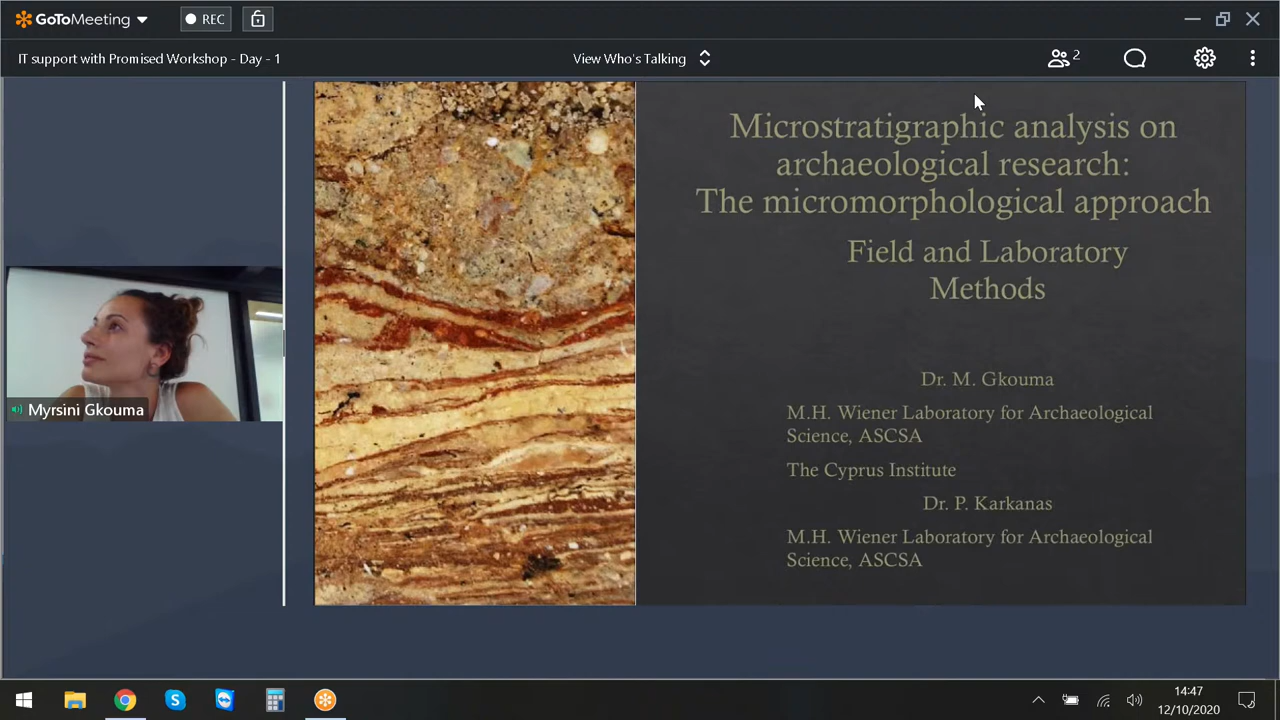 GoToMeeting
REC
IT support with Promised Workshop - Day - 1
View Who's Talking
2
Microstratigraphic analysis on
archaeological research:
The micromorphological approach
Field and Laboratory
Methods
Dr. M. Gkouma
M.H. Wiener Laboratory for Archaeological
Science, ASCSA
The Cyprus Institute
Dr. P. Karkanas
M.H. Wiener Laboratory for Archaeological
Science, ASCSA
Myrsini Gkouma
14:47
12/10/2020